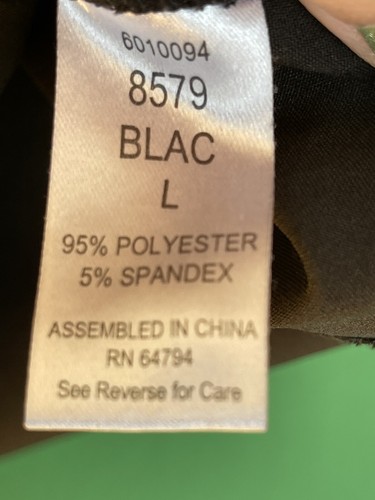 6010094
8579
BLAC
L
95% POLYESTER
5% SPANDEX
ASSEMBLED IN CHINA
RN 64794
See Reverse for Care